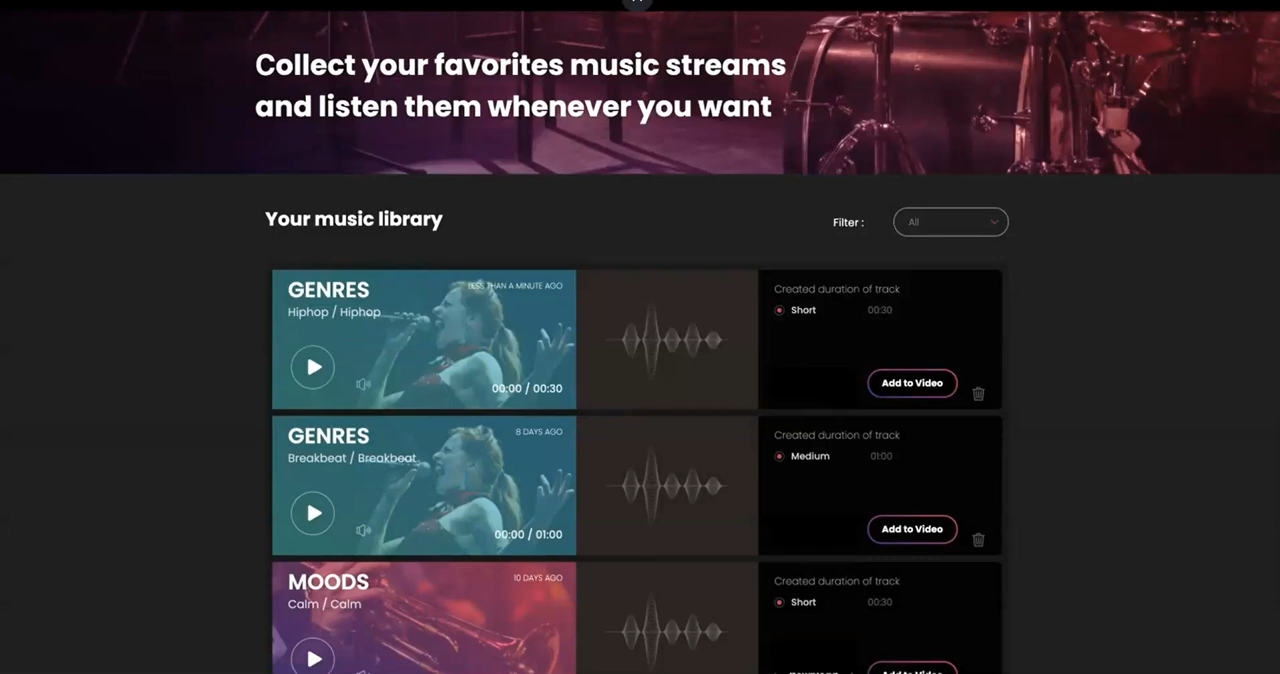 Collect your favorites music streams
and listen them whenever you want
Your music library
Filter :
All
GENRES
LESS THAN A MINUTE AGO
Hiphop / Hiphop
00:00 / 00:30
Created duration of track
Short 00:30
Add to Video
GENRES
8 DAYS AGO
Breakbeat / Breakbeat
00:00 / 01:00
Created duration of track
Medium 01:00
Add to Video
MOODS
10 DAYS AGO
Calm / Calm
Created duration of track
Short 00:30
Add to Video